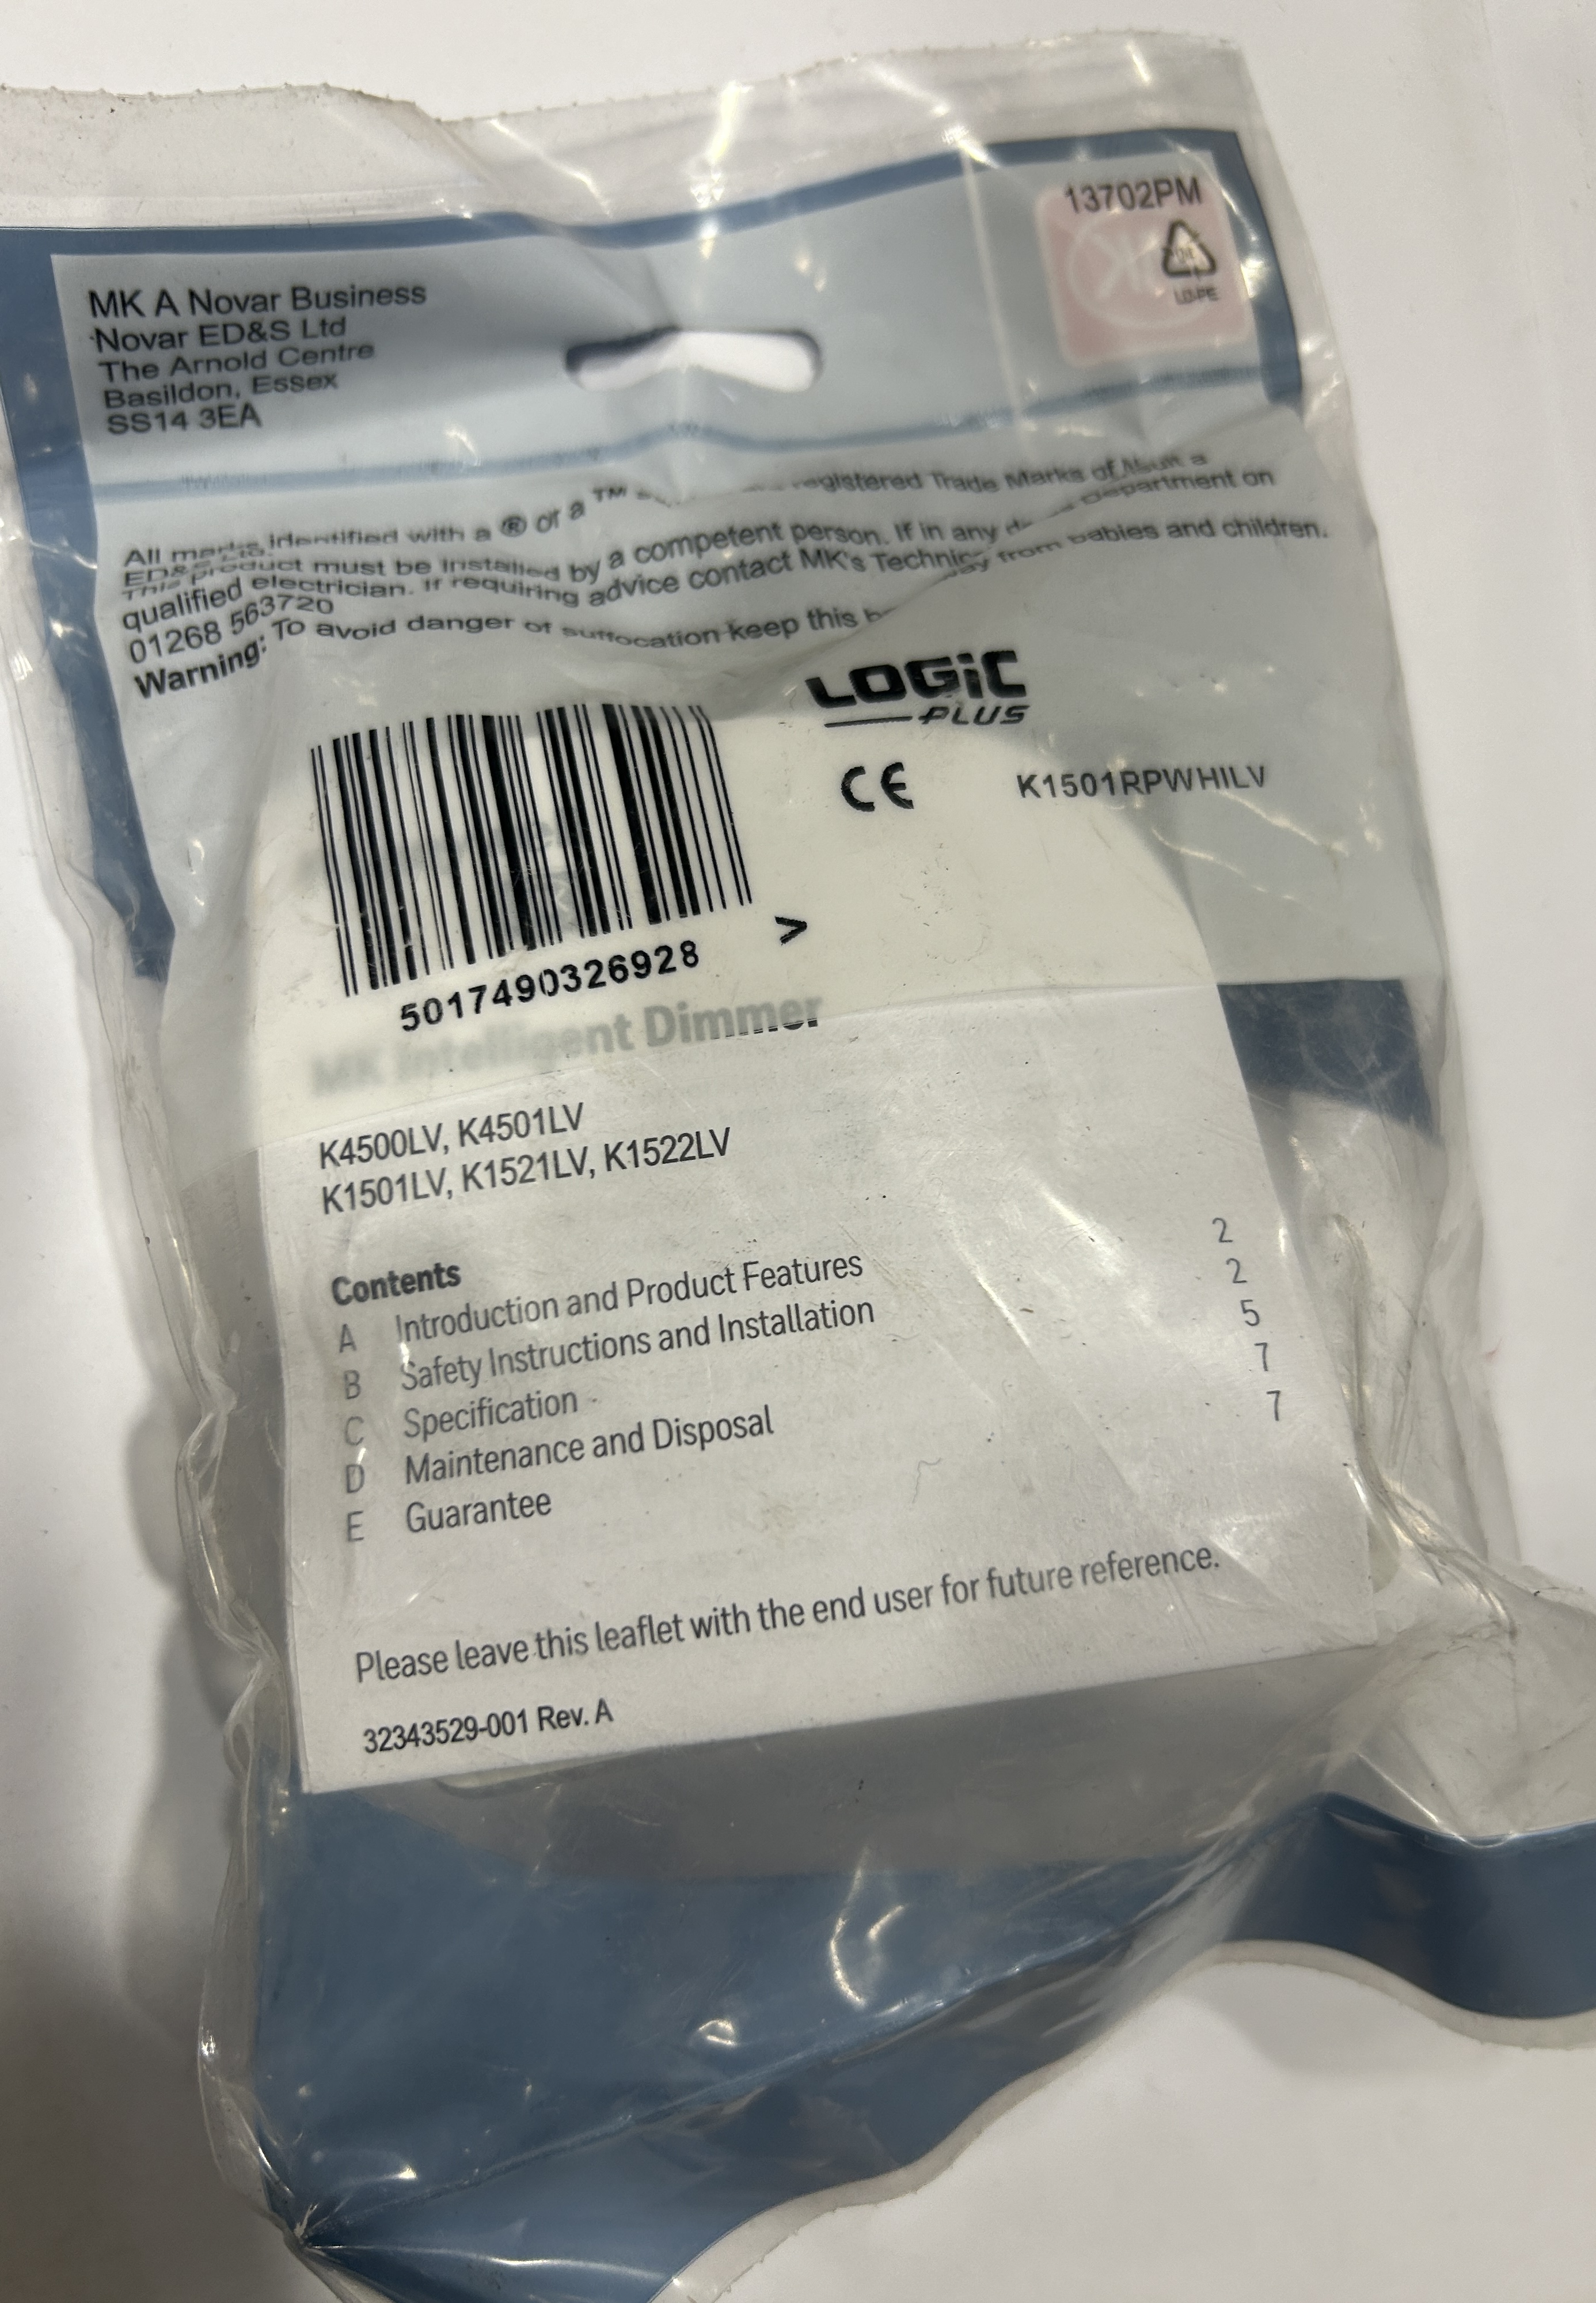 13702PM
LD-PE
MK A Novar Business
Novar ED&S Ltd
The Arnold Centre
Basildon, Essex
SS14 3EA
All marks identified with a ® or a ™ registered Trade Marks of a
ED&S Ltd.
This product must be installed by a competent person. If in any
qualified electrician. If requiring advice contact MK's Technical Department on
01268 563720
Warning: To avoid danger of suffocation keep this away from babies and children.
LOGiC
PLUS
CE K1501RPWHILV
5017490326928 >
MK Intelligent Dimmer
K4500LV, K4501LV
K1501LV, K1521LV, K1522LV
Contents
A Introduction and Product Features 2
B Safety Instructions and Installation 2
C Specification 5
D Maintenance and Disposal 7
E Guarantee 7
Please leave this leaflet with the end user for future reference.
32343529-001 Rev. A